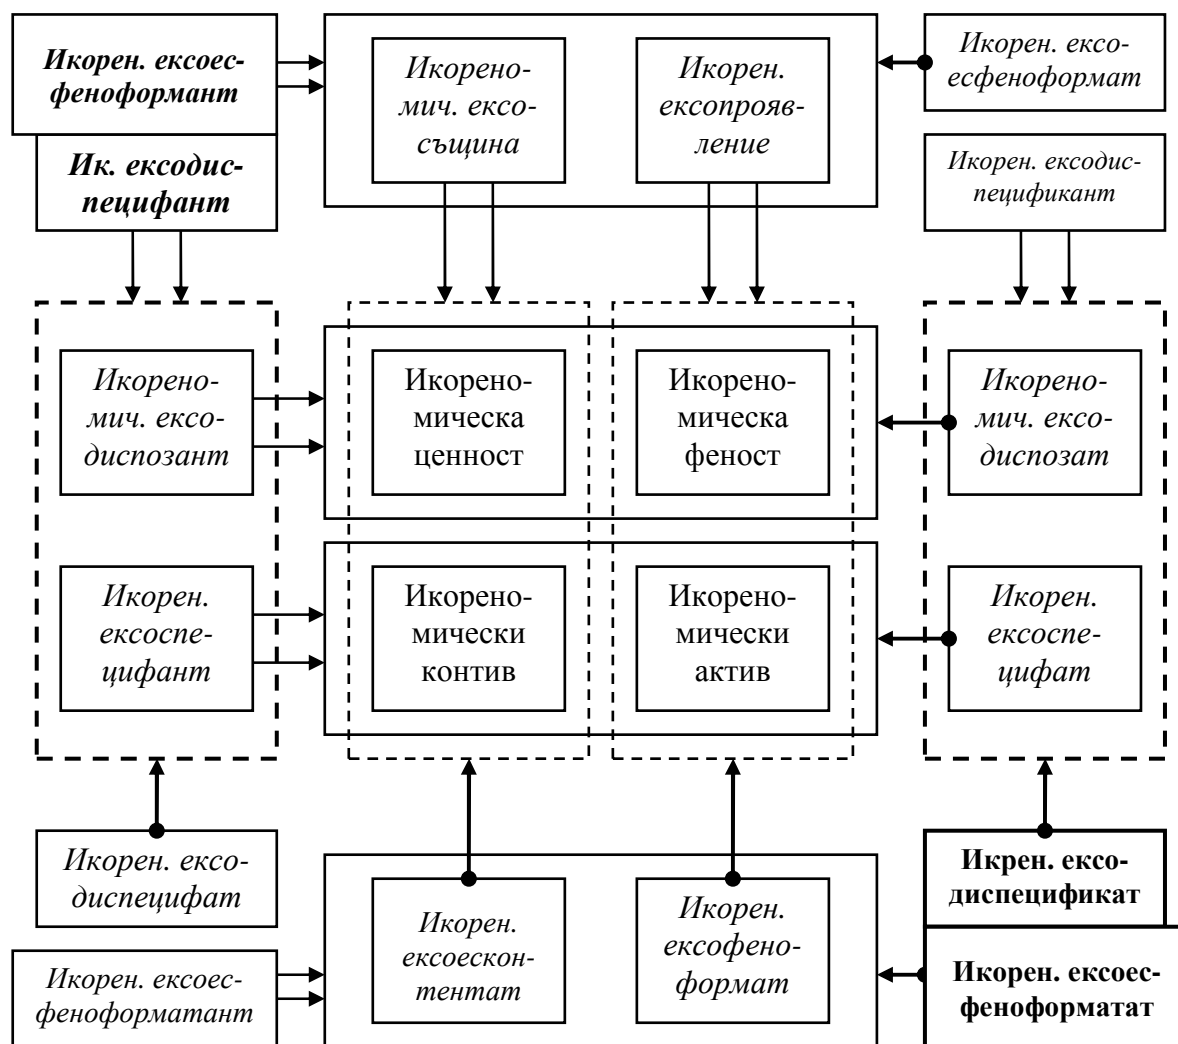 Икорен. ексоес-
феноформант
Ик. ексодис-
пецифант
Икорено-
мич. ексо-
същина
Икорен.
ексопрояв-
ление
Икорен. ексо-
есфеноформат
Икорен. ексодис-
пецификант
Икорено-
мич. ексо-
диспозант
Икорено-
мическа
ценност
Икорено-
мическа
феност
Икорено-
мич. ексо-
диспозат
Икорен.
ексоспе-
цифант
Икорено-
мически
контив
Икорено-
мически
актив
Икорен.
ексоспе-
цифат
Икорен. ексо-
диспецифат
Икорен. ексоес-
феноформатант
Икорен.
ексоескон-
тентат
Икорен.
ексофено-
формат
Икрен. ексо-
диспецификат
Икорен. ексоес-
феноформатат